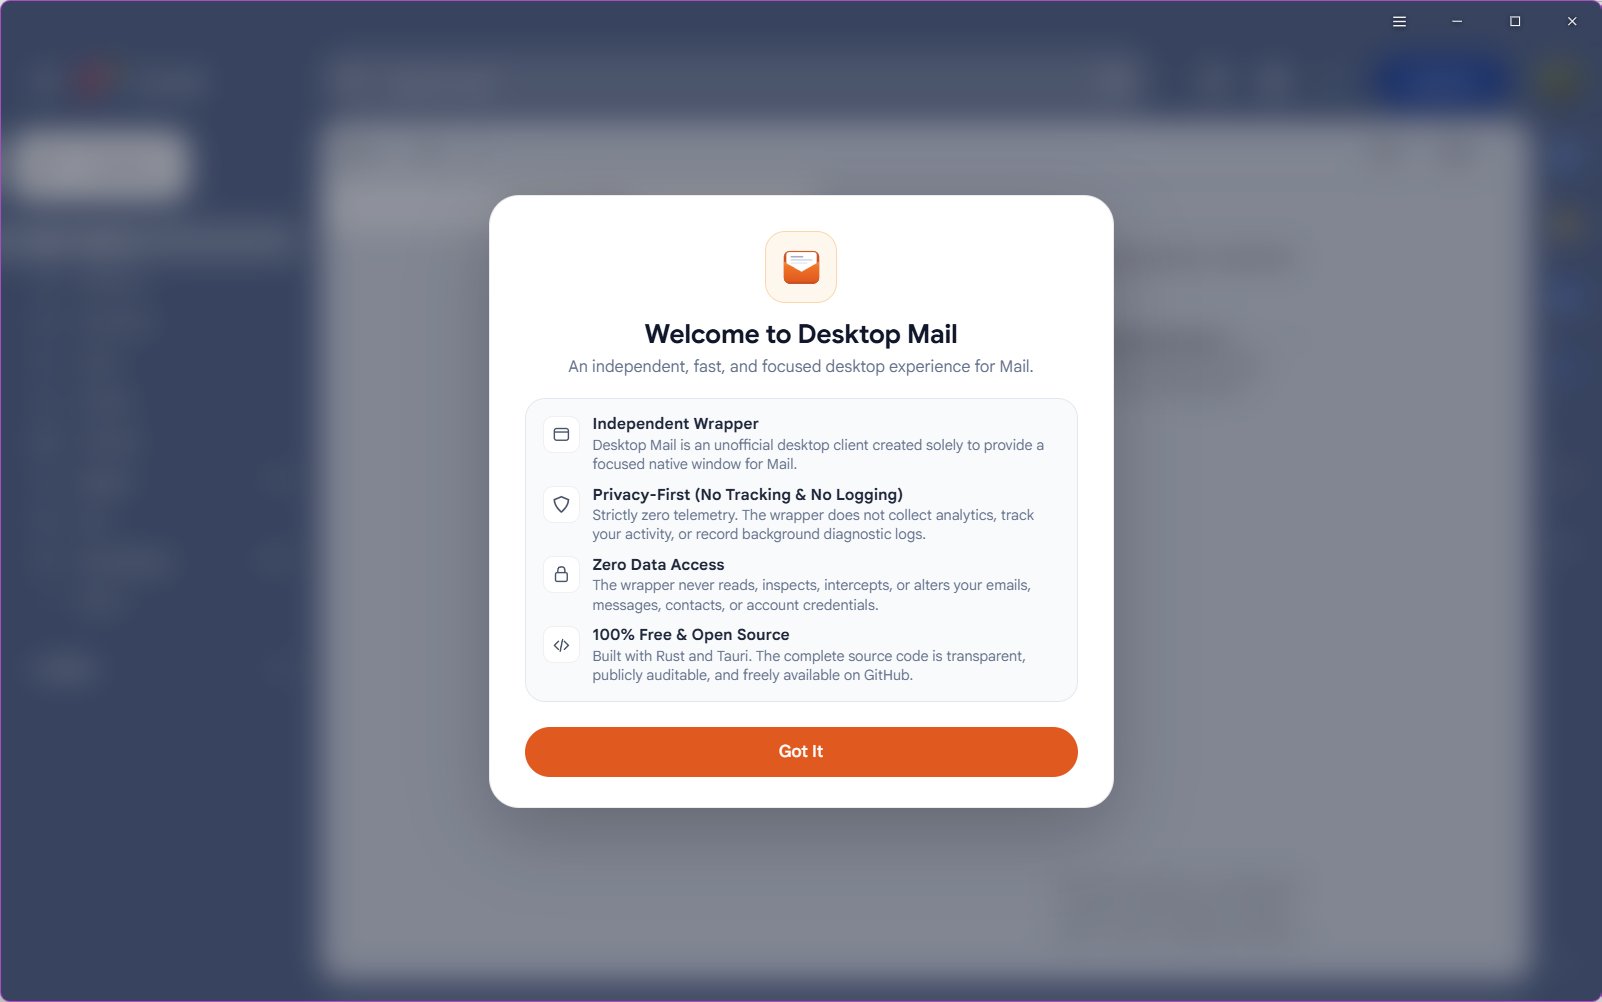 Welcome to Desktop Mail
An independent, fast, and focused desktop experience for Mail.
Independent Wrapper
Desktop Mail is an unofficial desktop client created solely to provide a
focused native window for Mail.
Privacy-First (No Tracking & No Logging)
Strictly zero telemetry. The wrapper does not collect analytics, track
your activity, or record background diagnostic logs.
Zero Data Access
The wrapper never reads, inspects, intercepts, or alters your emails,
messages, contacts, or account credentials.
100% Free & Open Source
Built with Rust and Tauri. The complete source code is transparent,
publicly auditable, and freely available on GitHub.
Got It